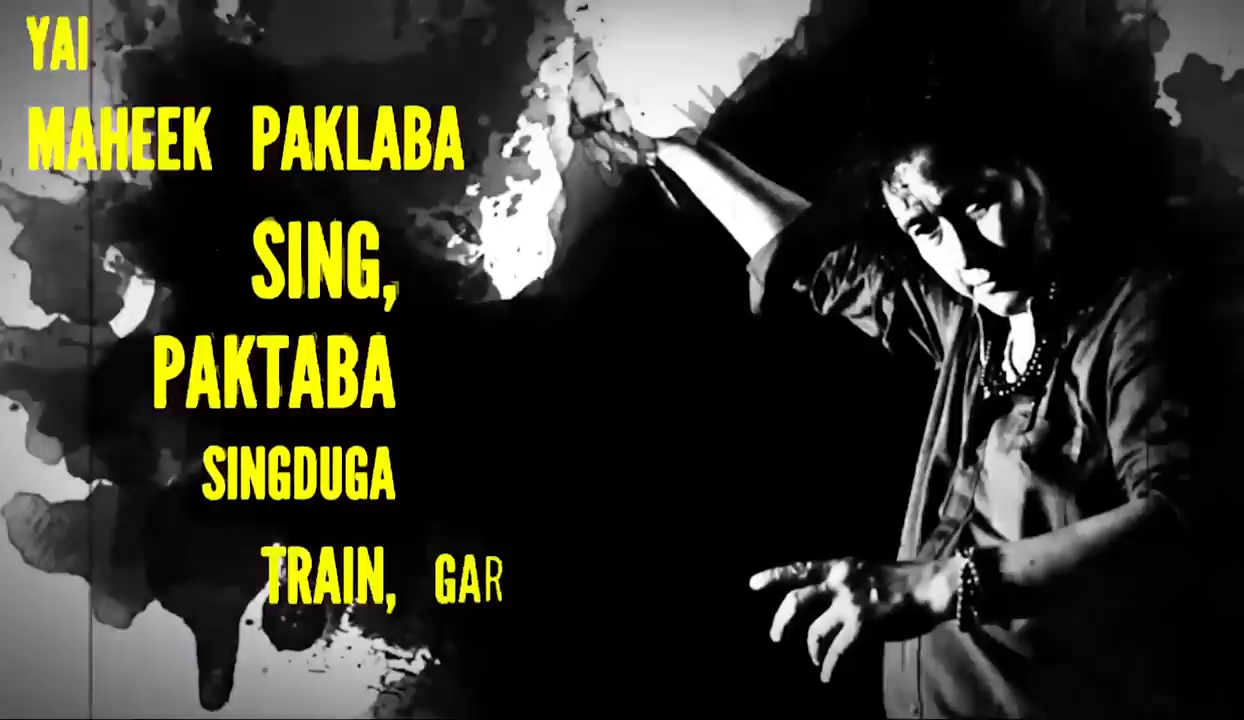 YAI
MAHEEK PAKLABA
SING,
PAKTABA
SINGDUGA
TRAIN, GAR